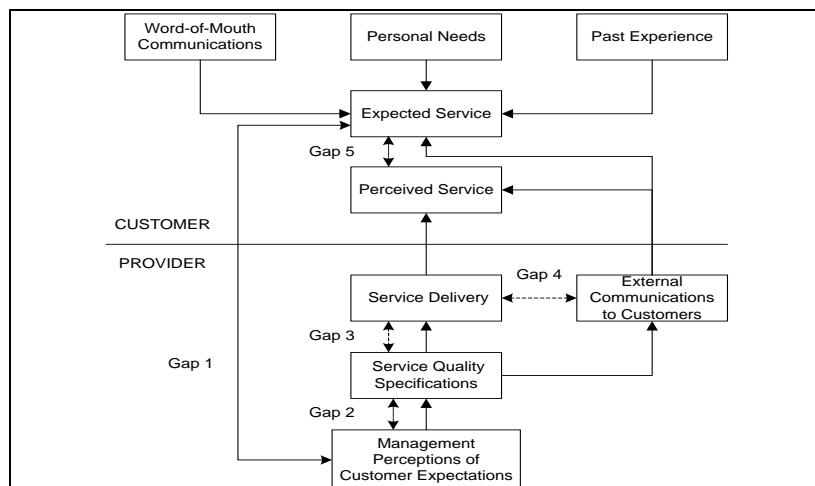 Word-of-Mouth
Communications
Personal Needs
Past Experience
Expected Service
Gap 5
Perceived Service
CUSTOMER
PROVIDER
Gap 4
Service Delivery
External
Communications
to Customers
Gap 3
Gap 1
Service Quality
Specifications
Gap 2
Management
Perceptions of
Customer Expectations